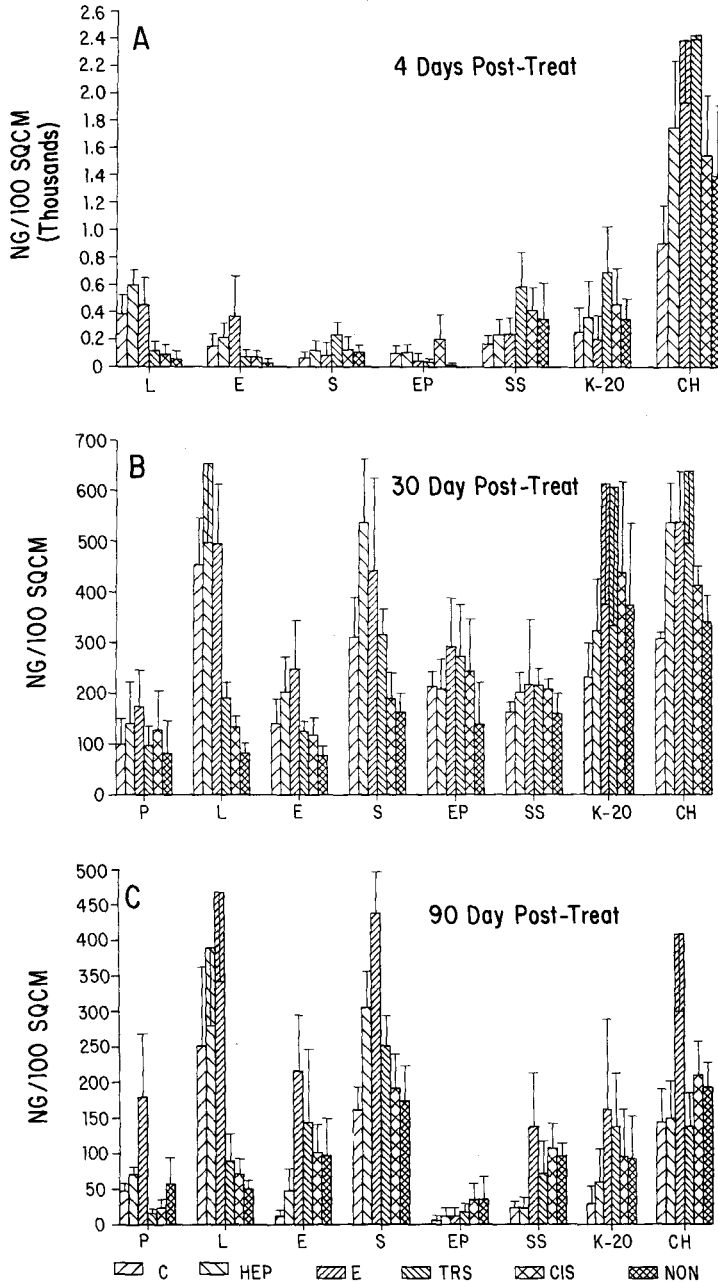 A
4 Days Post-Treat
NG/100 SQCM
(Thousands)
2.6
2.4
2.2
2.0
1.8
1.6
1.4
1.2
1.0
0.8
0.6
0.4
0.2
0
L E S EP SS K-20 CH
B
30 Day Post-Treat
NG/100 SQCM
700
600
500
400
300
200
100
0
P L E S EP SS K-20 CH
C
90 Day Post-Treat
NG/100 SQCM
500
450
400
350
300
250
200
150
100
50
0
P L E S EP SS K-20 CH
C HEP E TRS CIS NON